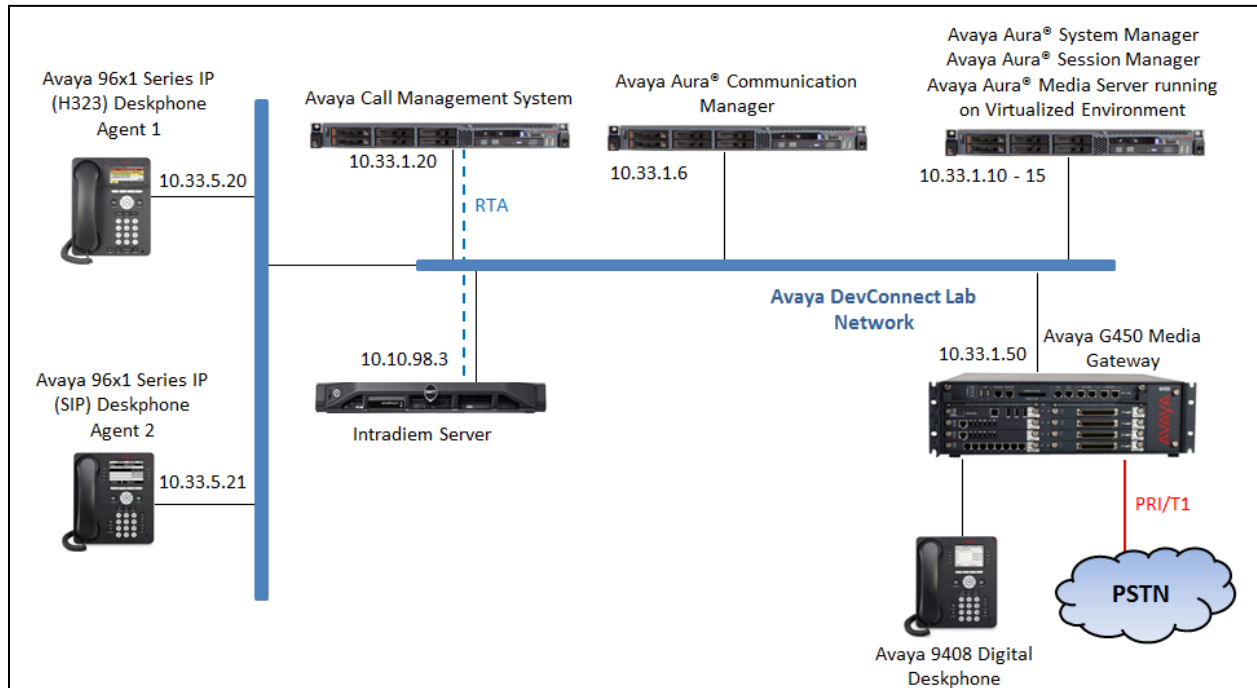 Avaya 96x1 Series IP
(H323) Deskphone
Agent 1
10.33.5.20
Avaya Call Management System
10.33.1.20
RTA
Avaya Aura® Communication
Manager
10.33.1.6
Avaya Aura® System Manager
Avaya Aura® Session Manager
Avaya Aura® Media Server running
on Virtualized Environment
10.33.1.10 - 15
Avaya DevConnect Lab
Network
10.10.98.3
Intradiem Server
Avaya 96x1 Series IP
(SIP) Deskphone
Agent 2
10.33.5.21
10.33.1.50
Avaya G450 Media
Gateway
AVAYA
PRI/T1
PSTN
Avaya 9408 Digital
Deskphone